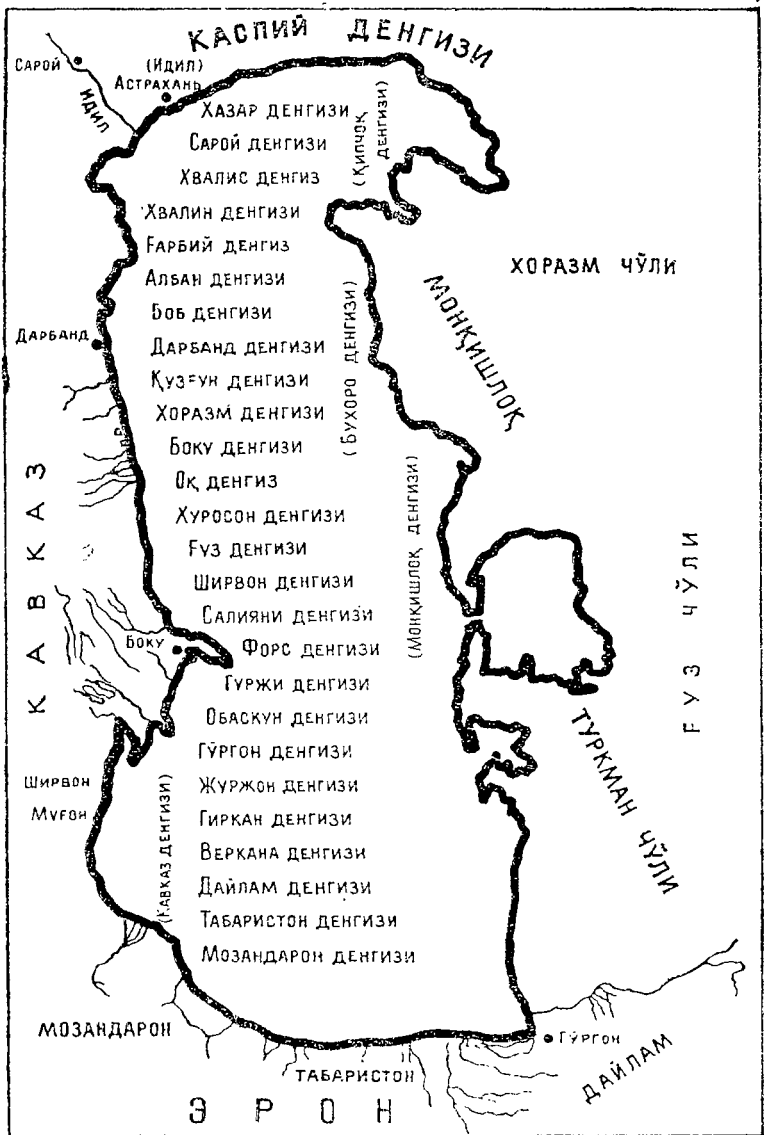 КАСПИЙ ДЕНГИЗИ
САРОЙ
(ИДИЛ)
АСТРАХАНЬ
ИДИЛ
ХАЗАР ДЕНГИЗИ
САРОЙ ДЕНГИЗИ
(ҚИПЧОҚ
ДЕНГИЗИ)
ХВАЛИС ДЕНГИЗ
ХВАЛИН ДЕНГИЗИ
ҒАРБИЙ ДЕНГИЗ
АЛБАН ДЕНГИЗИ
БОБ ДЕНГИЗИ
ДАРБАНД
ДАРБАНД ДЕНГИЗИ
ҚУЗҒУН ДЕНГИЗИ
ХОРАЗМ ДЕНГИЗИ
БОКУ ДЕНГИЗИ
ОҚ ДЕНГИЗ
ХУРОСОН ДЕНГИЗИ
ҒУЗ ДЕНГИЗИ
ШИРВОН ДЕНГИЗИ
САЛИЯНИ ДЕНГИЗИ
БОКУ
ФОРС ДЕНГИЗИ
ГУРЖИ ДЕНГИЗИ
ОБАСКУН ДЕНГИЗИ
ГЎРГОН ДЕНГИЗИ
ЖУРЖОН ДЕНГИЗИ
ГИРКАН ДЕНГИЗИ
ВЕРКАНА ДЕНГИЗИ
ДАЙЛАМ ДЕНГИЗИ
ТАБАРИСТОН ДЕНГИЗИ
МОЗАНДАРОН ДЕНГИЗИ
(БУХОРО ДЕНГИЗИ)
(МОНҚИШЛОҚ ДЕНГИЗИ)
(КАВКАЗ ДЕНГИЗИ)
ХОРАЗМ ЧЎЛИ
МОНҚИШЛОҚ
КАВКАЗ
ҒУЗ ЧЎЛИ
ТУРКМАН ЧЎЛИ
ШИРВОН
МУҒОН
МОЗАНДАРОН
ТАБАРИСТОН
ГЎРГОН
ДАЙЛАМ
ЭРОН